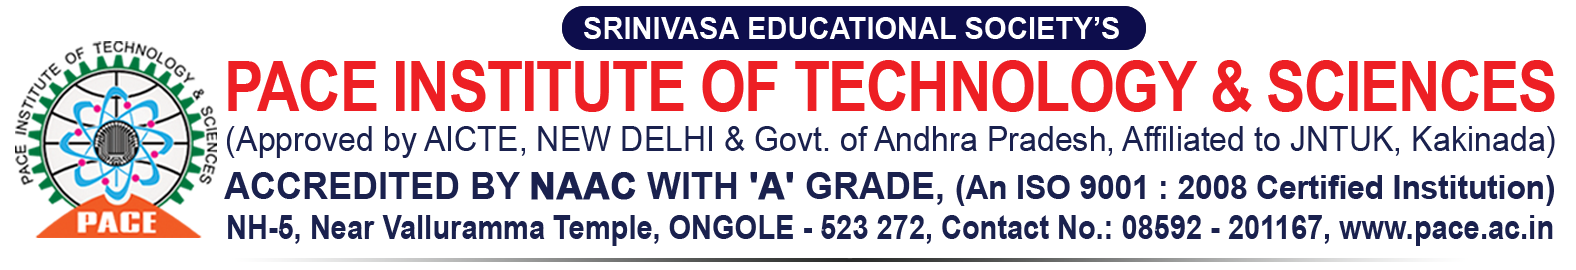 SRINIVASA EDUCATIONAL SOCIETY'S
PACE INSTITUTE OF TECHNOLOGY & SCIENCES
PACE INSTITUTE OF TECHNOLOGY & SCIENCES
(Approved by AICTE, NEW DELHI & Govt. of Andhra Pradesh, Affiliated to JNTUK, Kakinada)
ACCREDITED BY NAAC WITH 'A' GRADE, (An ISO 9001 : 2008 Certified Institution)
PACE
NH-5, Near Valluramma Temple, ONGOLE - 523 272, Contact No.: 08592 - 201167, www.pace.ac.in